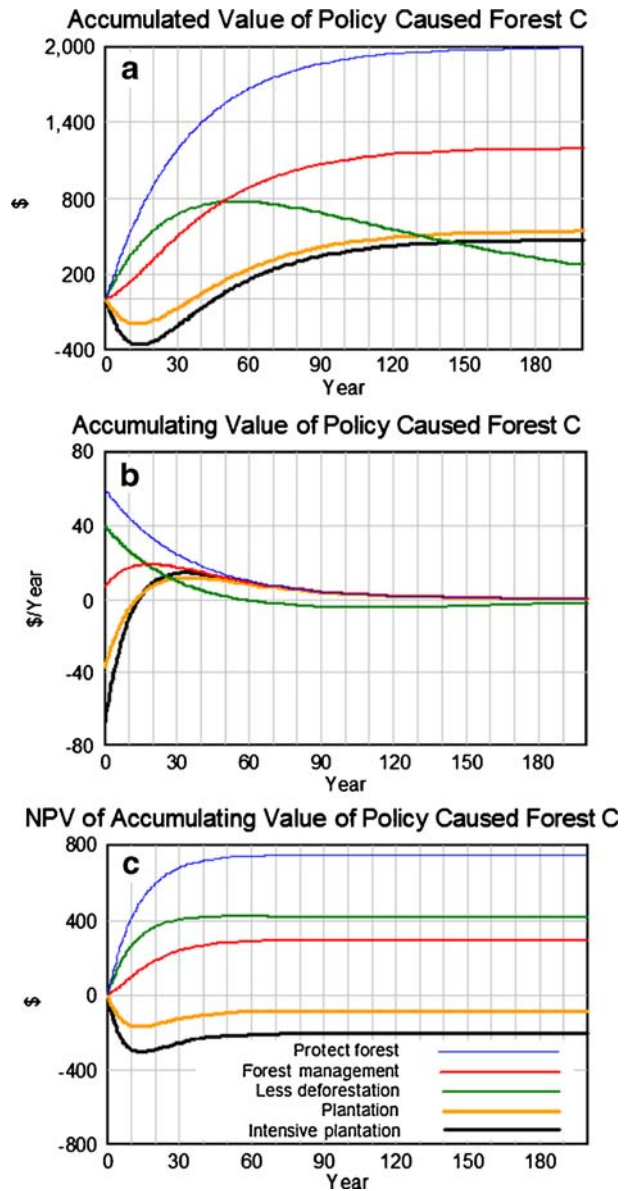 Accumulated Value of Policy Caused Forest C
a
2,000
1,400
800
200
-400
$
0 30 60 90 120 150 180
Year
Accumulating Value of Policy Caused Forest C
b
80
40
0
-40
-80
$/Year
0 30 60 90 120 150 180
Year
NPV of Accumulating Value of Policy Caused Forest C
c
800
400
0
-400
-800
$
Protect forest
Forest management
Less deforestation
Plantation
Intensive plantation
0 30 60 90 120 150 180
Year